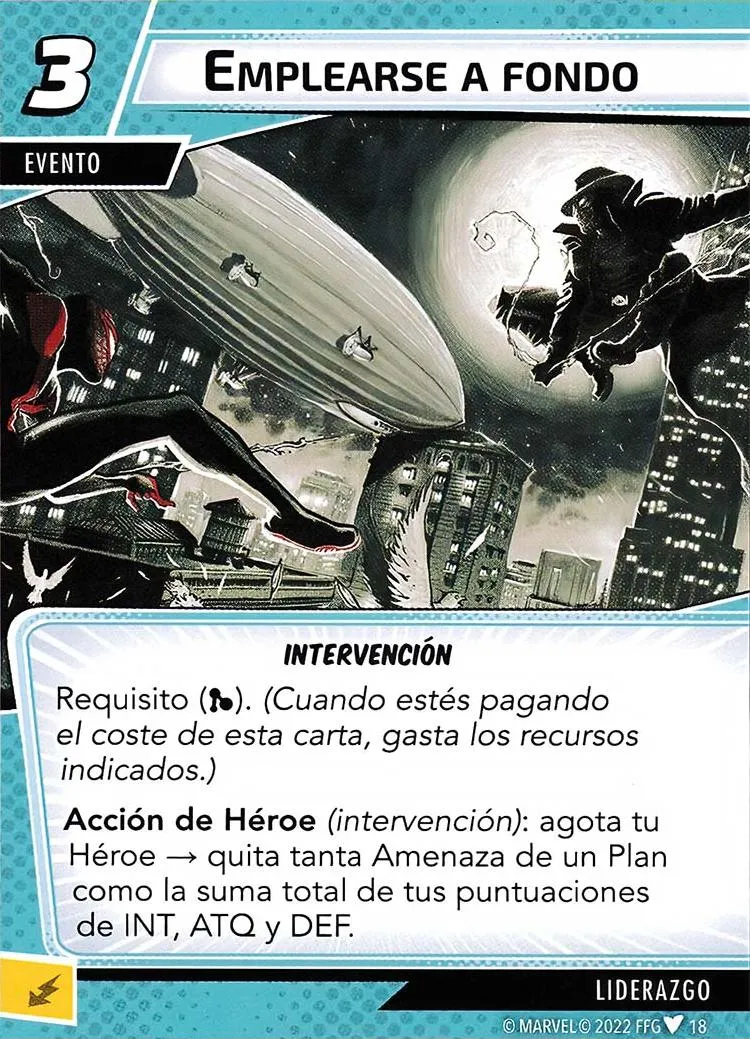 3
EMPLEARSE A FONDO
EVENTO
INTERVENCIÓN
Requisito (). (Cuando estés pagando
el coste de esta carta, gasta los recursos
indicados.)
Acción de Héroe (intervención): agota tu
Héroe → quita tanta Amenaza de un Plan
como la suma total de tus puntuaciones
de INT, ATQ y DEF.
LIDERAZGO
© MARVEL © 2022 FFG 18